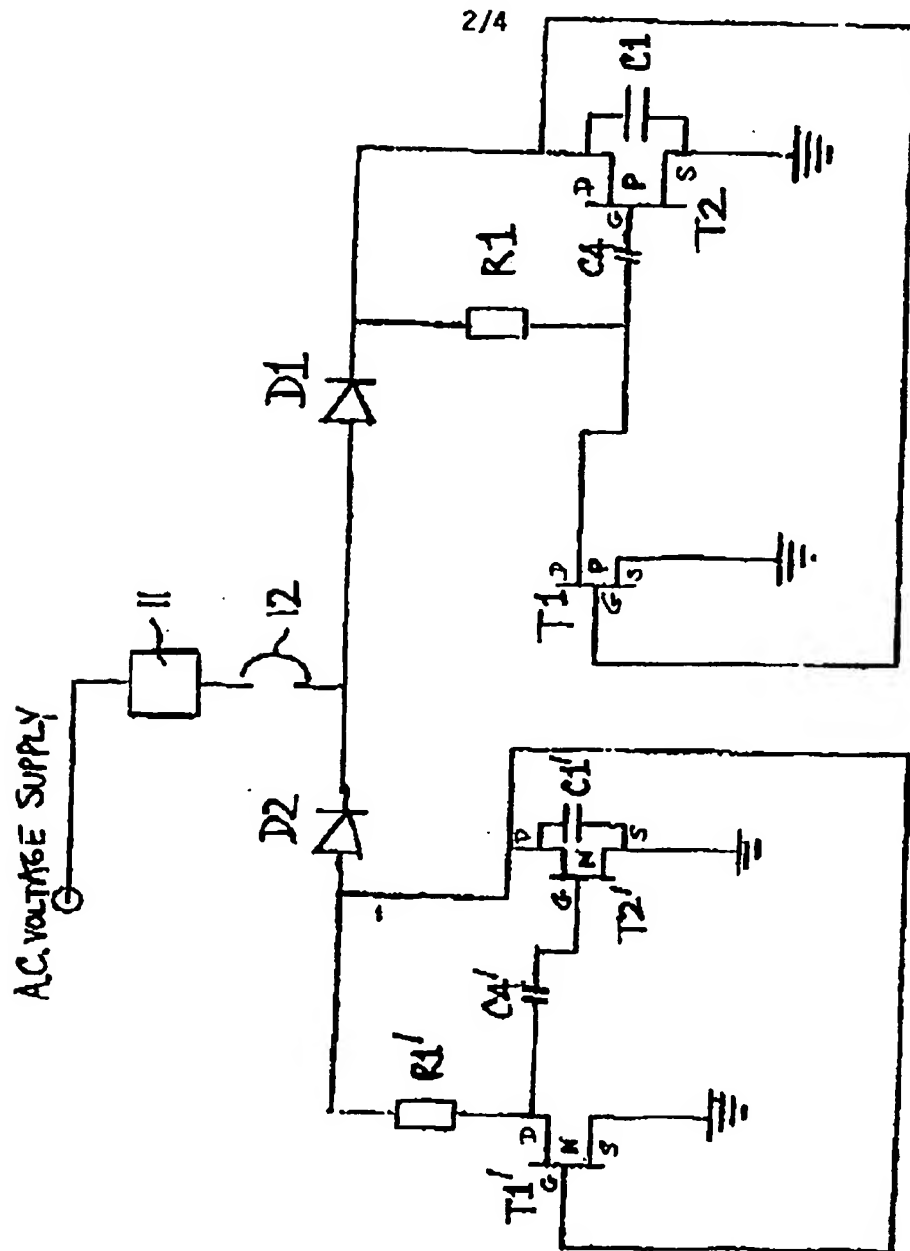 2/4
A.C. VOLTAGE SUPPLY
11
12
D2
D1
R1
C4
D
G
P
S
C1
T2
T1
D
G
P
S
R1'
C4'
D
G
N
S
C1'
T2'
T1'
D
G
N
S